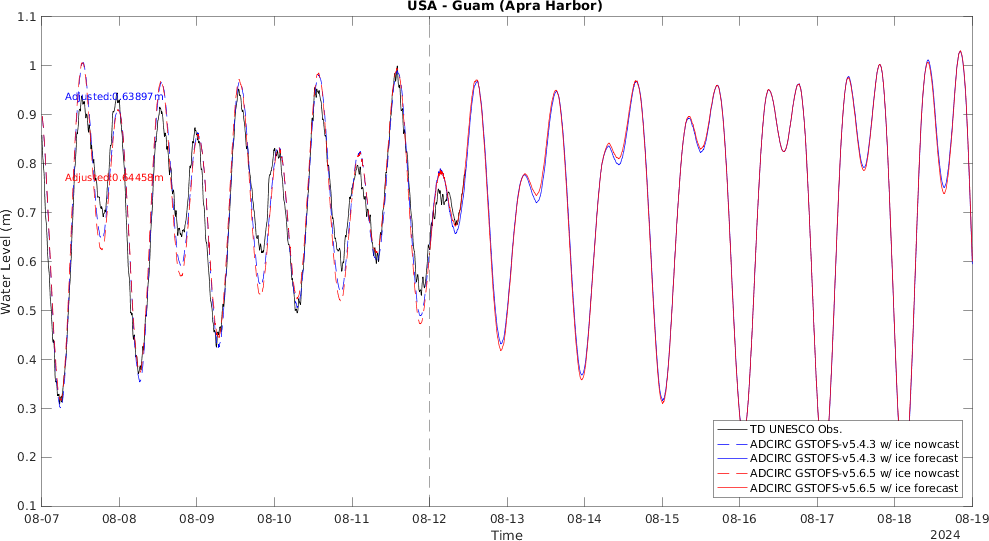 USA - Guam (Apra Harbor)
1.1
1
0.9
0.8
0.7
0.6
0.5
0.4
0.3
0.2
0.1
Water Level (m)
Adjusted:0.63897m
Adjusted:0.64458m
TD UNESCO Obs.
ADCIRC GSTOFS-v5.4.3 w/ ice nowcast
ADCIRC GSTOFS-v5.4.3 w/ ice forecast
ADCIRC GSTOFS-v5.6.5 w/ ice nowcast
ADCIRC GSTOFS-v5.6.5 w/ ice forecast
08-07 08-08 08-09 08-10 08-11 08-12 08-13 08-14 08-15 08-16 08-17 08-18 08-19
Time
2024